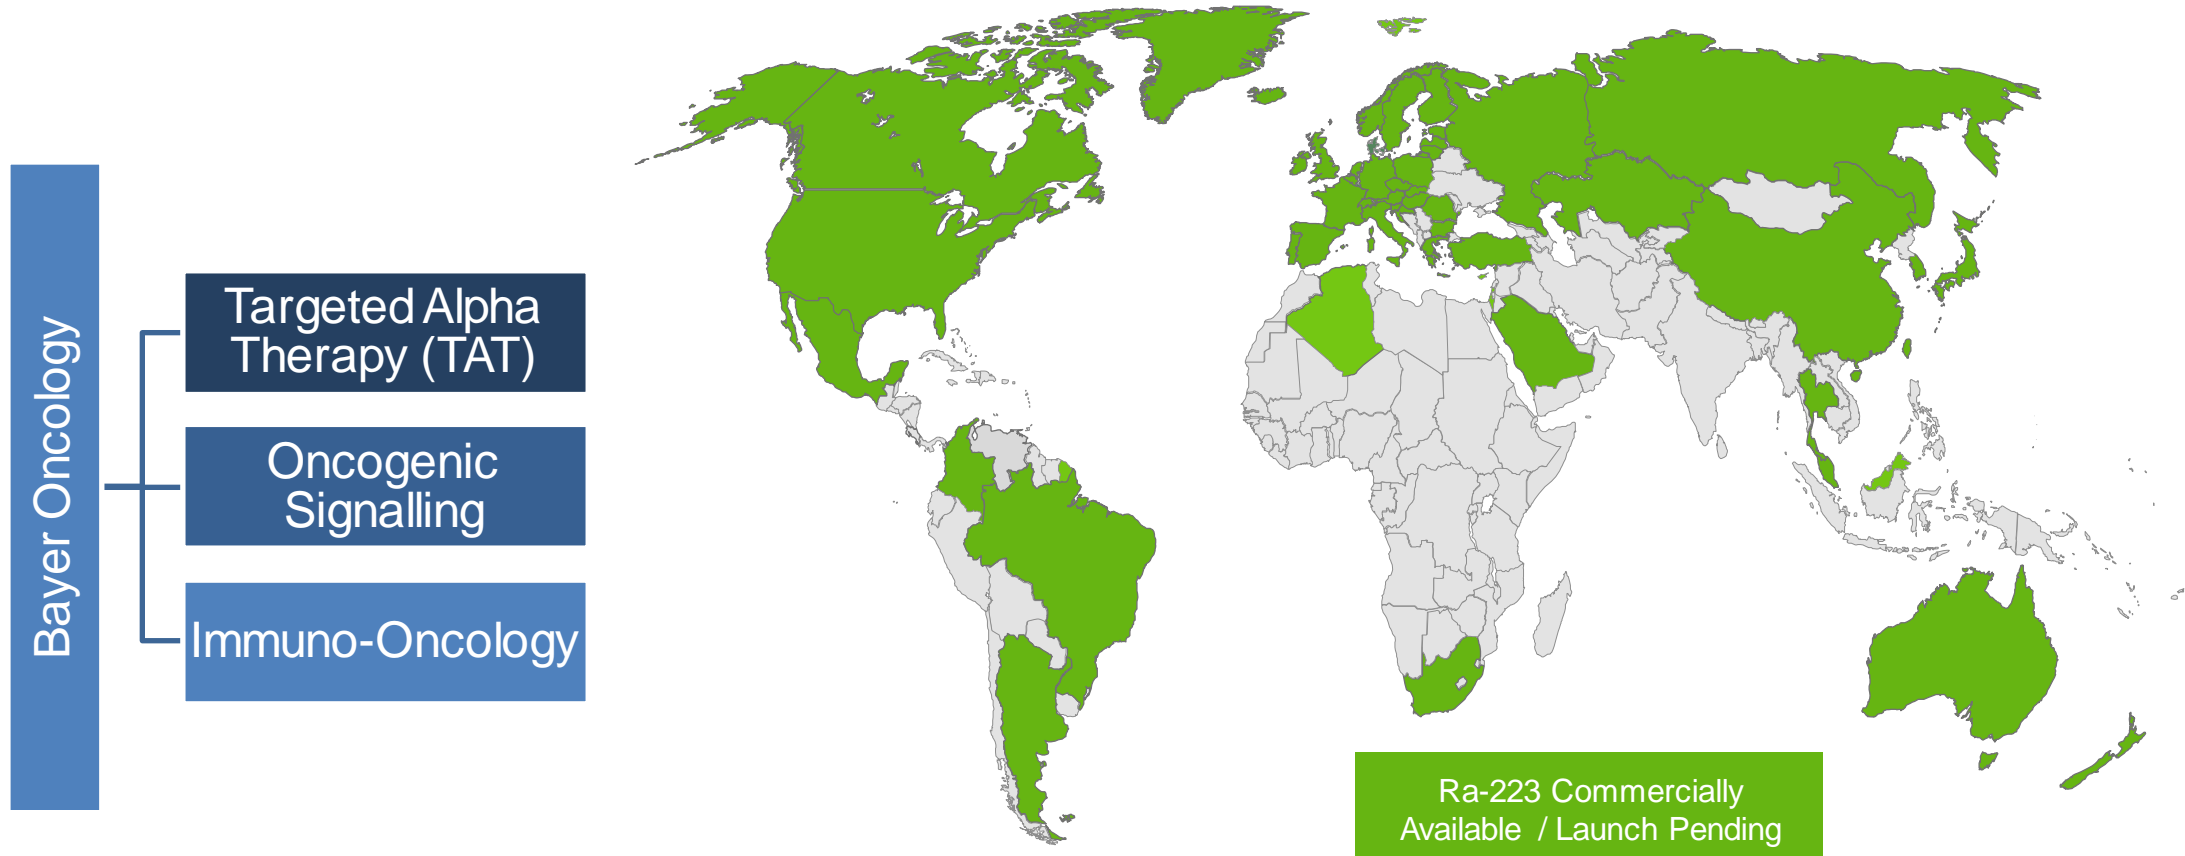 Bayer Oncology
Targeted Alpha
Therapy (TAT)
Oncogenic
Signalling
Immuno-Oncology
Ra-223 Commercially
Available / Launch Pending